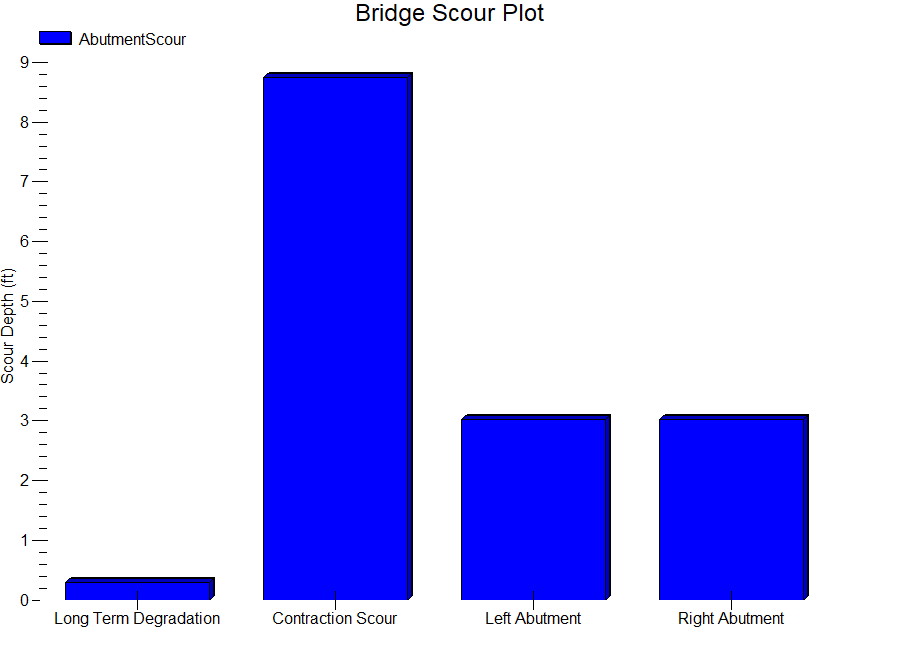 Bridge Scour Plot
AbutmentScour
9
8
7
6
5
4
3
2
1
0
Scour Depth (ft)
Long Term Degradation
Contraction Scour
Left Abutment
Right Abutment